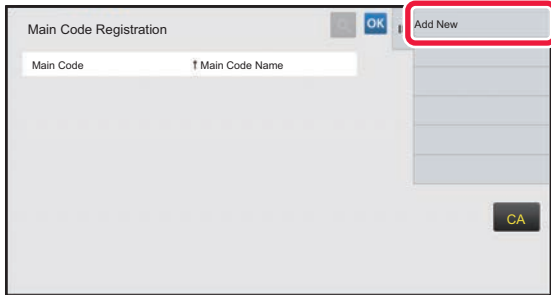 Main Code Registration
OK
Add New
Main Code
Main Code Name
CA